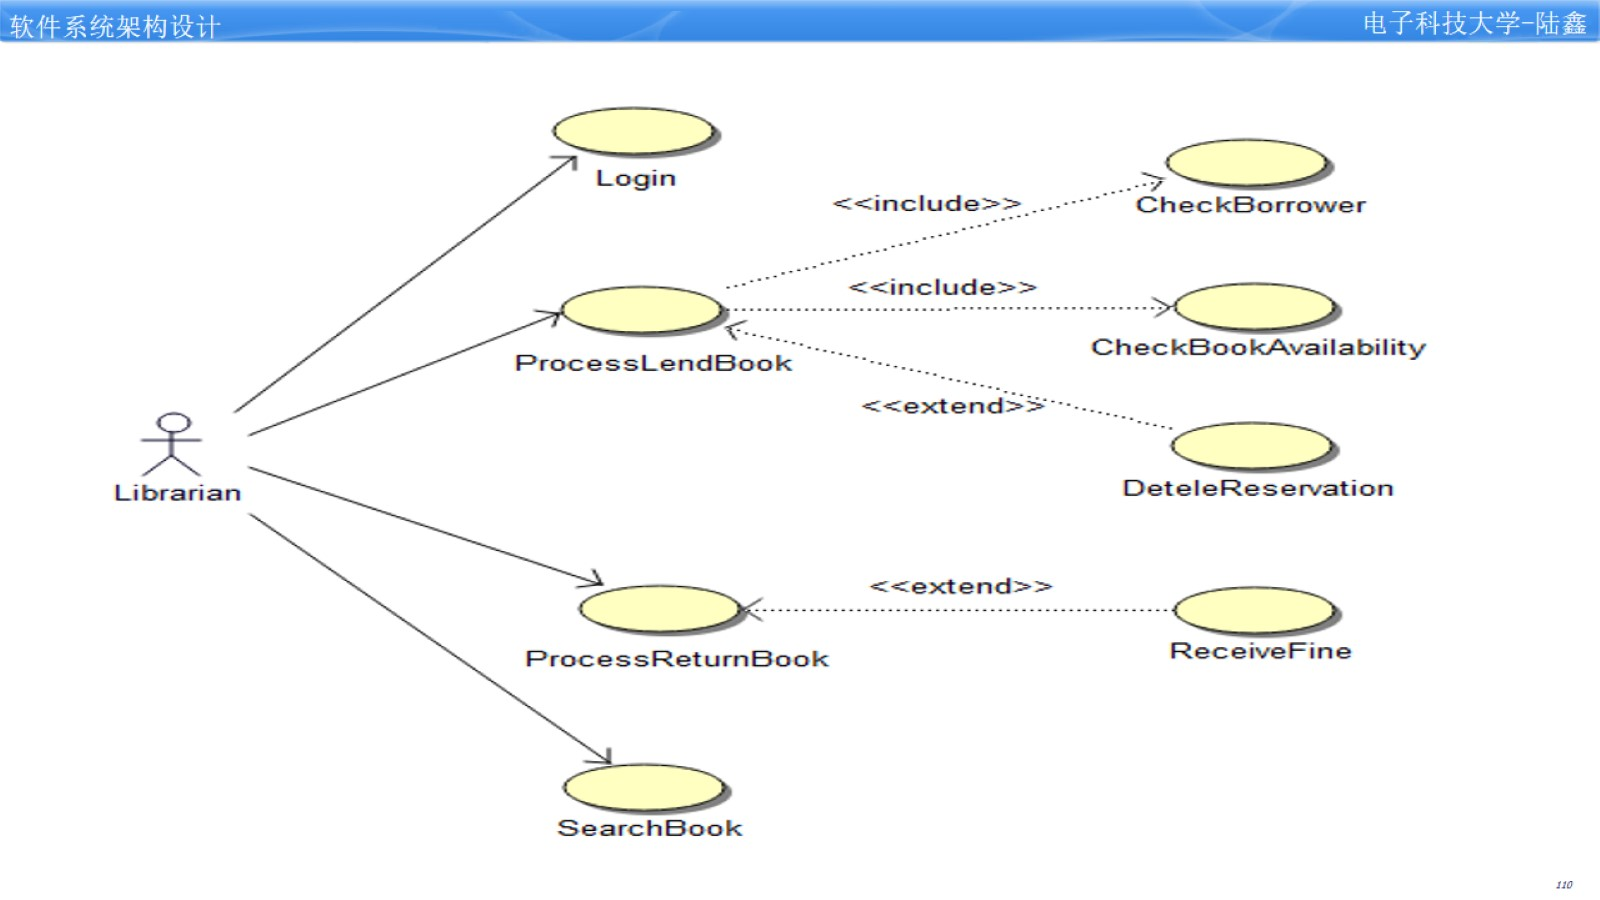 软件系统架构设计
电子科技大学-陆鑫
Login
<<include>>
CheckBorrower
<<include>>
ProcessLendBook
CheckBookAvailability
<<extend>>
DeteleReservation
Librarian
<<extend>>
ProcessReturnBook
ReceiveFine
SearchBook
110